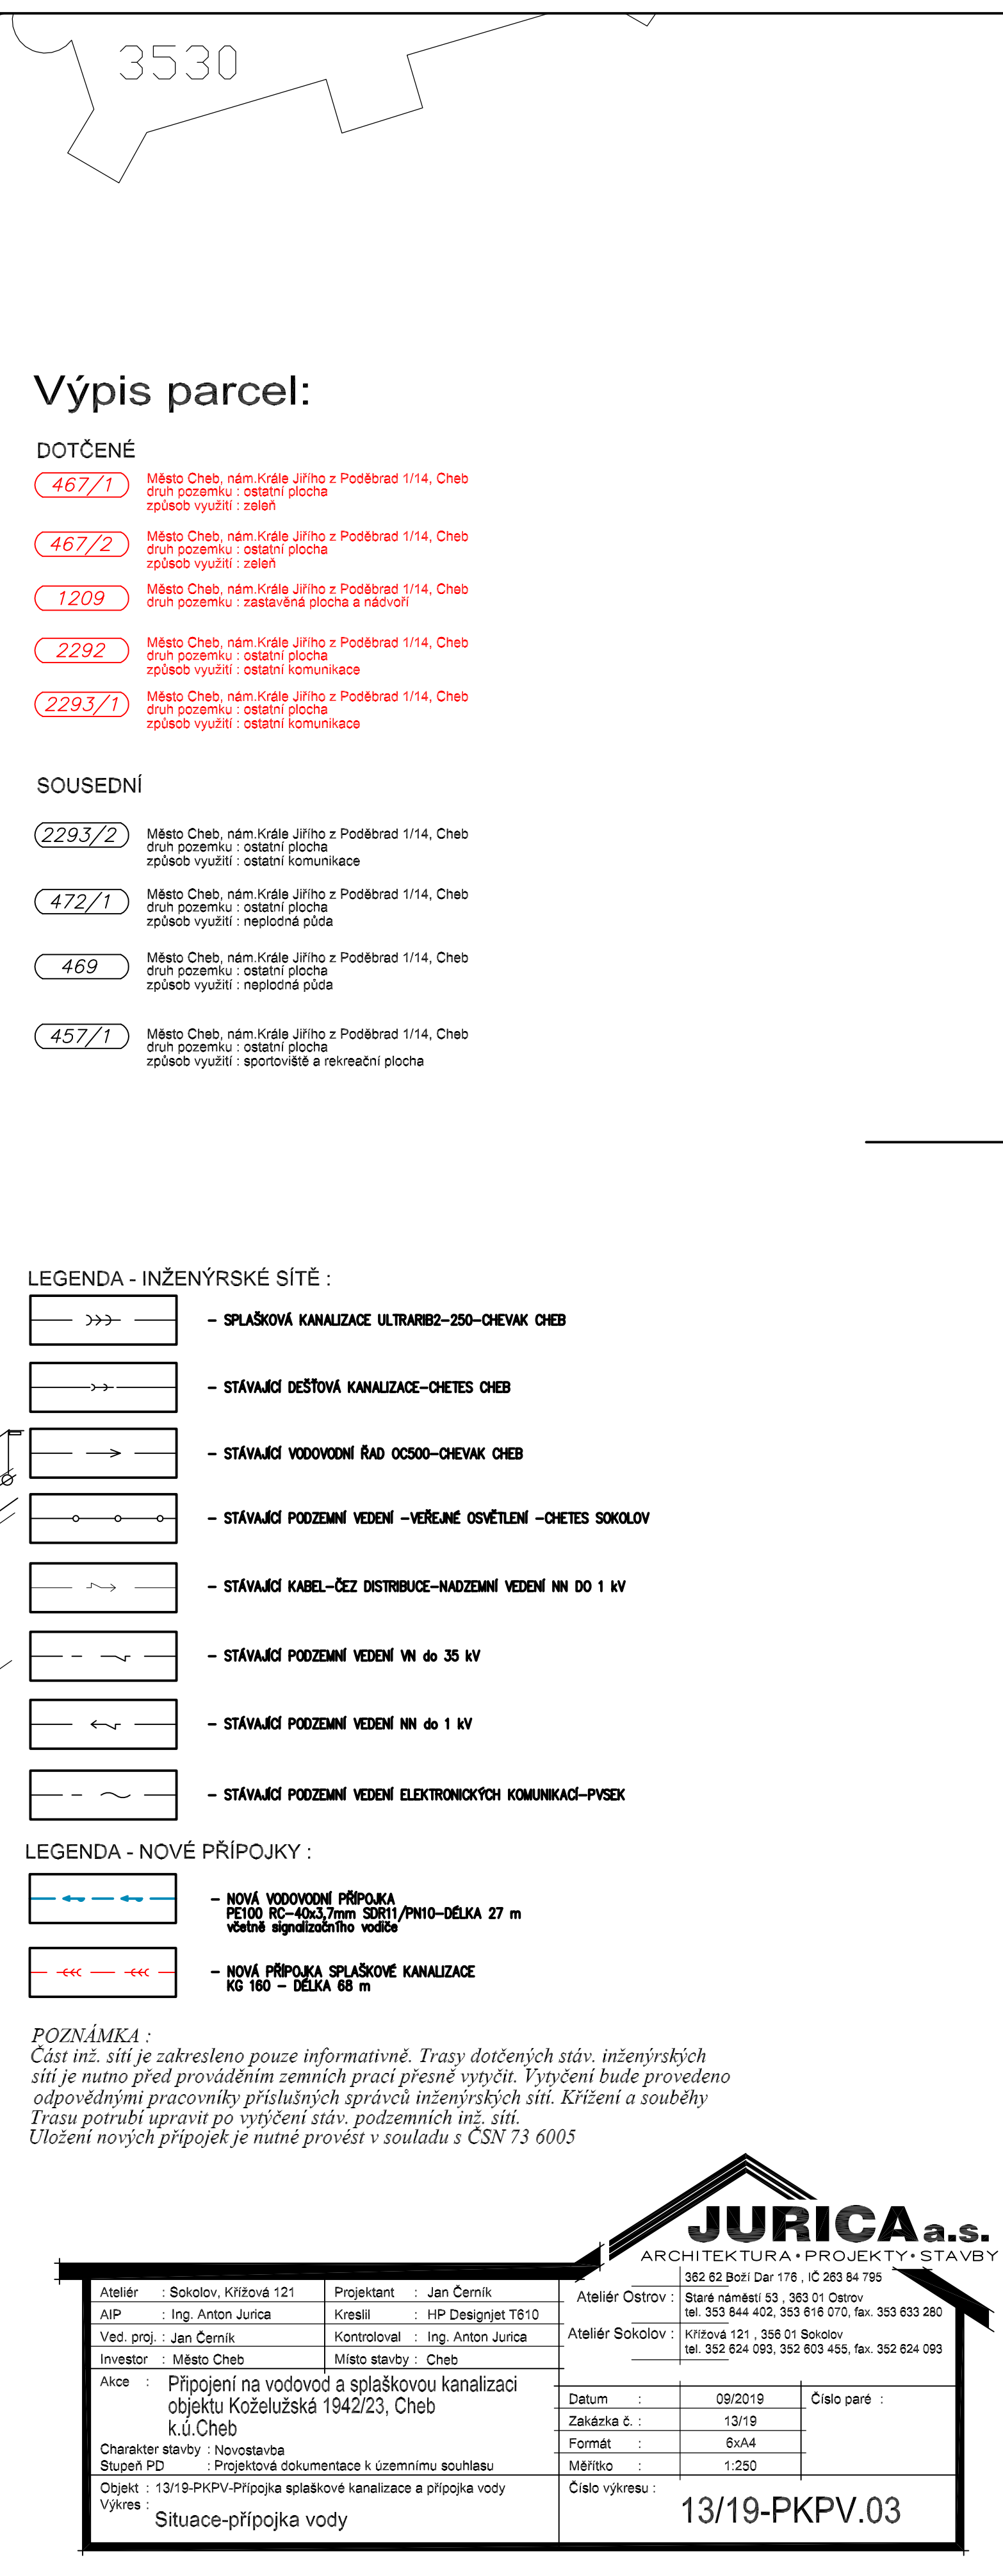 3530
Výpis parcel:
DOTČENÉ
467/1
Město Cheb, nám.Krále Jiřího z Poděbrad 1/14, Cheb
druh pozemku : ostatní plocha
způsob využití : zeleň
467/2
Město Cheb, nám.Krále Jiřího z Poděbrad 1/14, Cheb
druh pozemku : ostatní plocha
způsob využití : zeleň
1209
Město Cheb, nám.Krále Jiřího z Poděbrad 1/14, Cheb
druh pozemku : zastavěná plocha a nádvoří
2292
Město Cheb, nám.Krále Jiřího z Poděbrad 1/14, Cheb
druh pozemku : ostatní plocha
způsob využití : ostatní komunikace
2293/1
Město Cheb, nám.Krále Jiřího z Poděbrad 1/14, Cheb
druh pozemku : ostatní plocha
způsob využití : ostatní komunikace
SOUSEDNÍ
2293/2
Město Cheb, nám.Krále Jiřího z Poděbrad 1/14, Cheb
druh pozemku : ostatní plocha
způsob využití : ostatní komunikace
472/1
Město Cheb, nám.Krále Jiřího z Poděbrad 1/14, Cheb
druh pozemku : ostatní plocha
způsob využití : neplodná půda
469
Město Cheb, nám.Krále Jiřího z Poděbrad 1/14, Cheb
druh pozemku : ostatní plocha
způsob využití : neplodná půda
457/1
Město Cheb, nám.Krále Jiřího z Poděbrad 1/14, Cheb
druh pozemku : ostatní plocha
způsob využití : sportoviště a rekreační plocha
LEGENDA - INŽENÝRSKÉ SÍTĚ :
- SPLAŠKOVÁ KANALIZACE ULTRARIB2-250-CHEVAK CHEB
- STÁVAJÍCÍ DEŠŤOVÁ KANALIZACE-CHETES CHEB
- STÁVAJÍCÍ VODOVODNÍ ŘAD OC500-CHEVAK CHEB
- STÁVAJÍCÍ PODZEMNÍ VEDENÍ -VEŘEJNÉ OSVĚTLENÍ -CHETES SOKOLOV
- STÁVAJÍCÍ KABEL-ČEZ DISTRIBUCE-NADZEMNÍ VEDENÍ NN DO 1 kV
- STÁVAJÍCÍ PODZEMNÍ VEDENÍ VN do 35 kV
- STÁVAJÍCÍ PODZEMNÍ VEDENÍ NN do 1 kV
- STÁVAJÍCÍ PODZEMNÍ VEDENÍ ELEKTRONICKÝCH KOMUNIKACÍ-PVSEK
LEGENDA - NOVÉ PŘÍPOJKY :
- NOVÁ VODOVODNÍ PŘÍPOJKA
PE100 RC-40x3,7mm SDR11/PN10-DÉLKA 27 m
včetně signalizačního vodiče
- NOVÁ PŘÍPOJKA SPLAŠKOVÉ KANALIZACE
KG 160 - DÉLKA 68 m
POZNÁMKA :
Část inž. sítí je zakresleno pouze informativně. Trasy dotčených stáv. inženýrských
sítí je nutno před prováděním zemních prací přesně vytyčit. Vytyčení bude provedeno
odpovědnými pracovníky příslušných správců inženýrských sítí. Křížení a souběhy
Trasu potrubí upravit po vytýčení stáv. podzemních inž. sítí.
Uložení nových přípojek je nutné provést v souladu s ČSN 73 6005
JURICA a.s.
ARCHITEKTURA•PROJEKTY•STAVBY
362 62 Boží Dar 176 , IČ 263 84 795
Ateliér Ostrov : Staré náměstí 53 , 363 01 Ostrov
tel. 353 844 402, 353 616 070, fax. 353 633 280
Ateliér Sokolov : Křížová 121 , 356 01 Sokolov
tel. 352 624 093, 352 603 455, fax. 352 624 093
Ateliér : Sokolov, Křížová 121 Projektant : Jan Černík
AIP : Ing. Anton Jurica Kreslil : HP Designjet T610
Ved. proj. : Jan Černík Kontroloval : Ing. Anton Jurica
Investor : Město Cheb Místo stavby : Cheb
Akce : Připojení na vodovod a splaškovou kanalizaci
objektu Koželužská 1942/23, Cheb
k.ú.Cheb
Charakter stavby : Novostavba
Stupeň PD : Projektová dokumentace k územnímu souhlasu
Datum : 09/2019 Číslo paré :
Zakázka č. : 13/19
Formát : 6xA4
Měřítko : 1:250
Objekt : 13/19-PKPV-Přípojka splaškové kanalizace a přípojka vody
Výkres :
Situace-přípojka vody
Číslo výkresu :
13/19-PKPV.03